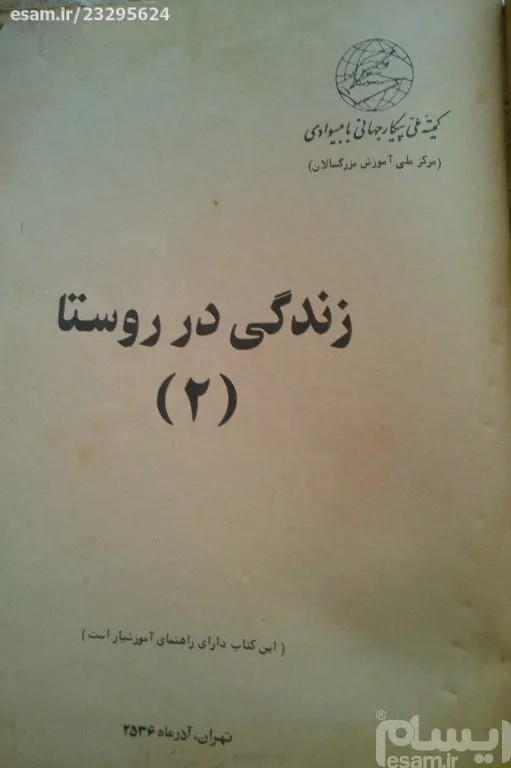 esam.ir/23295624
کمیتهٔ ملی پیکار جهانی با بیسوادی
(مرکز ملی آموزش بزرگسالان)
زندگی در روستا
(۲)
(این کتاب دارای راهنمای آموزشیار است)
تهران، آذرماه ۲۵۳۶
ایسام®
esam.ir